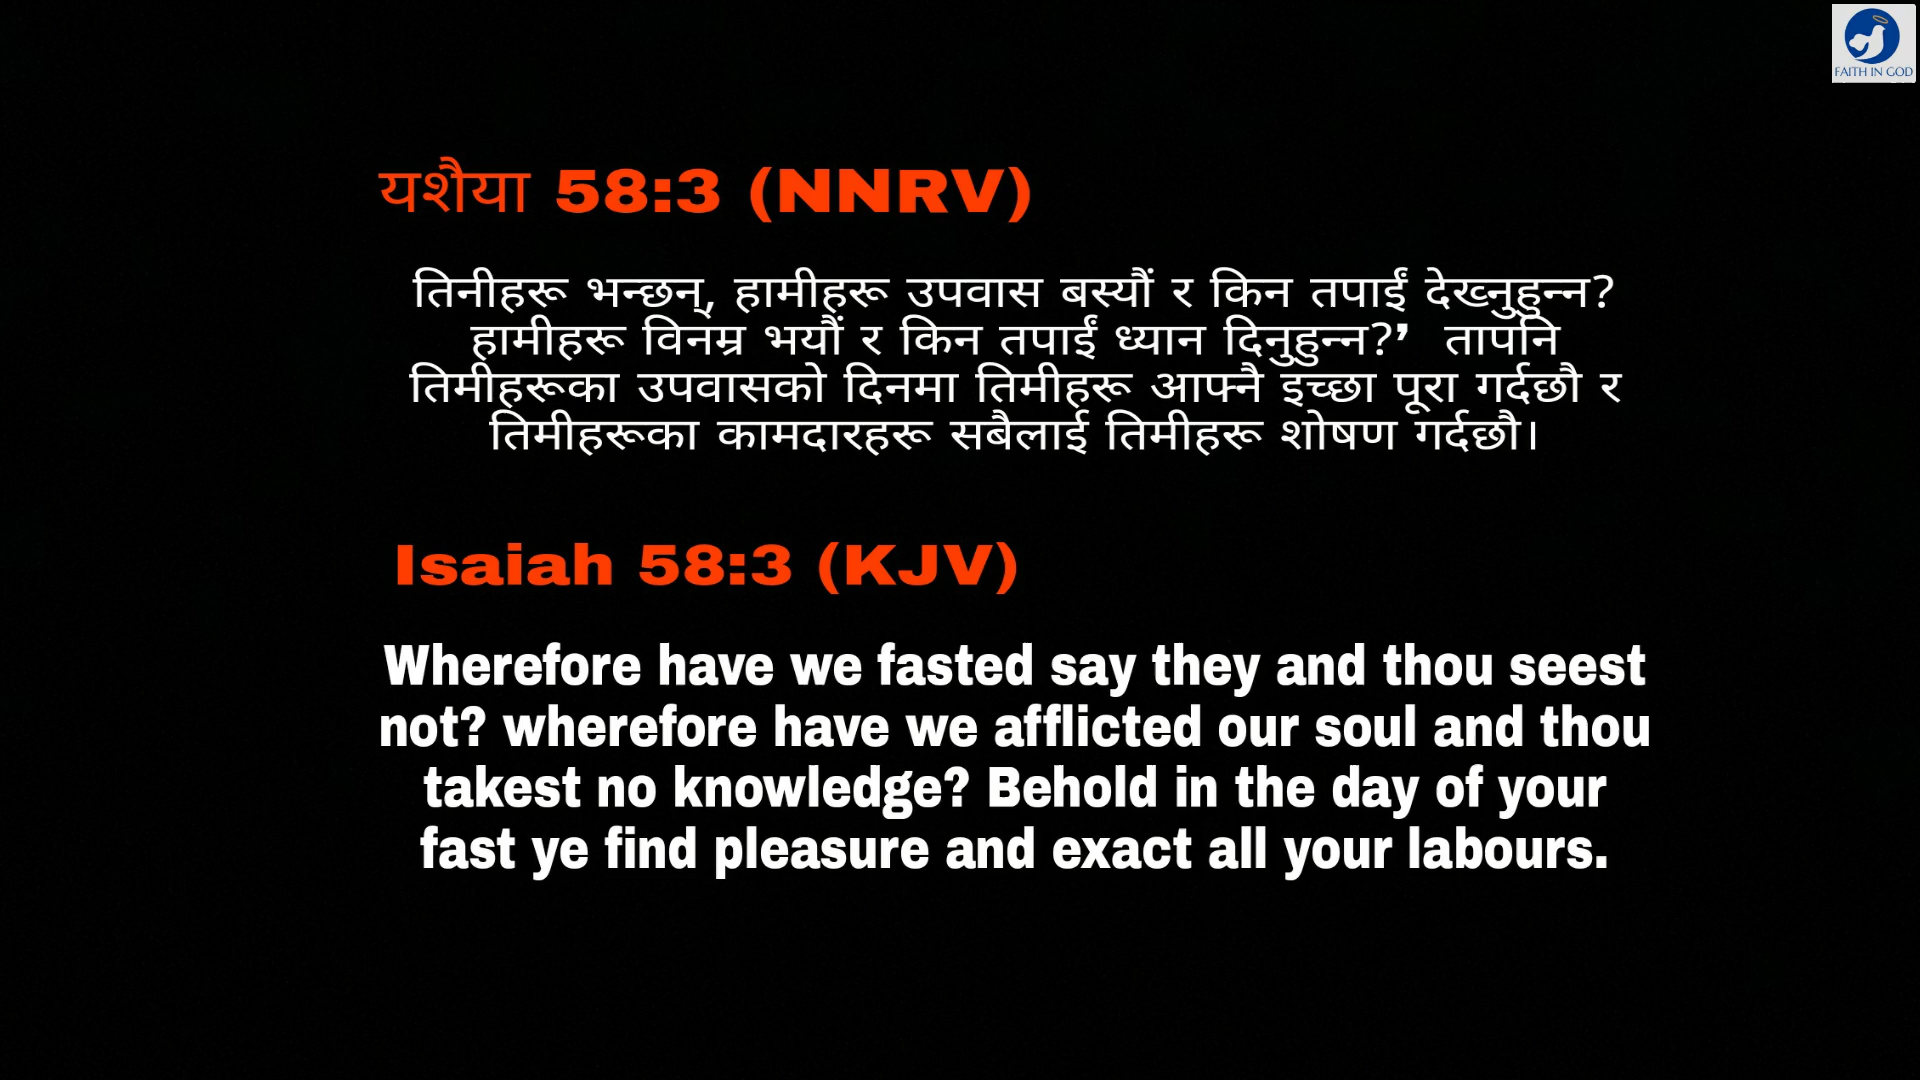 FAITH IN GOD
यशैया 58:3 (NNRV)
तिनीहरू भन्छन्, हामीहरू उपवास बस्यौं र किन तपाईं देख्नुहुन्न?
हामीहरू विनम्र भयौं र किन तपाईं ध्यान दिनुहुन्न?’ तापनि
तिमीहरूका उपवासको दिनमा तिमीहरू आफ्नै इच्छा पूरा गर्दछौ र
तिमीहरूका कामदारहरू सबैलाई तिमीहरू शोषण गर्दछौ।
Isaiah 58:3 (KJV)
Wherefore have we fasted say they and thou seest
not? wherefore have we afflicted our soul and thou
takest no knowledge? Behold in the day of your
fast ye find pleasure and exact all your labours.